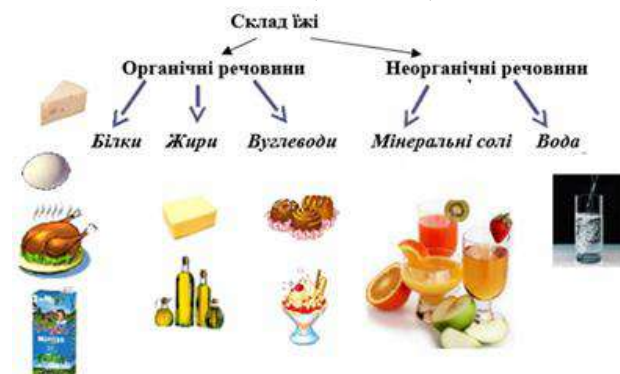 Склад їжі
Органічні речовини Неорганічні речовини
Білки Жири Вуглеводи Мінеральні солі Вода